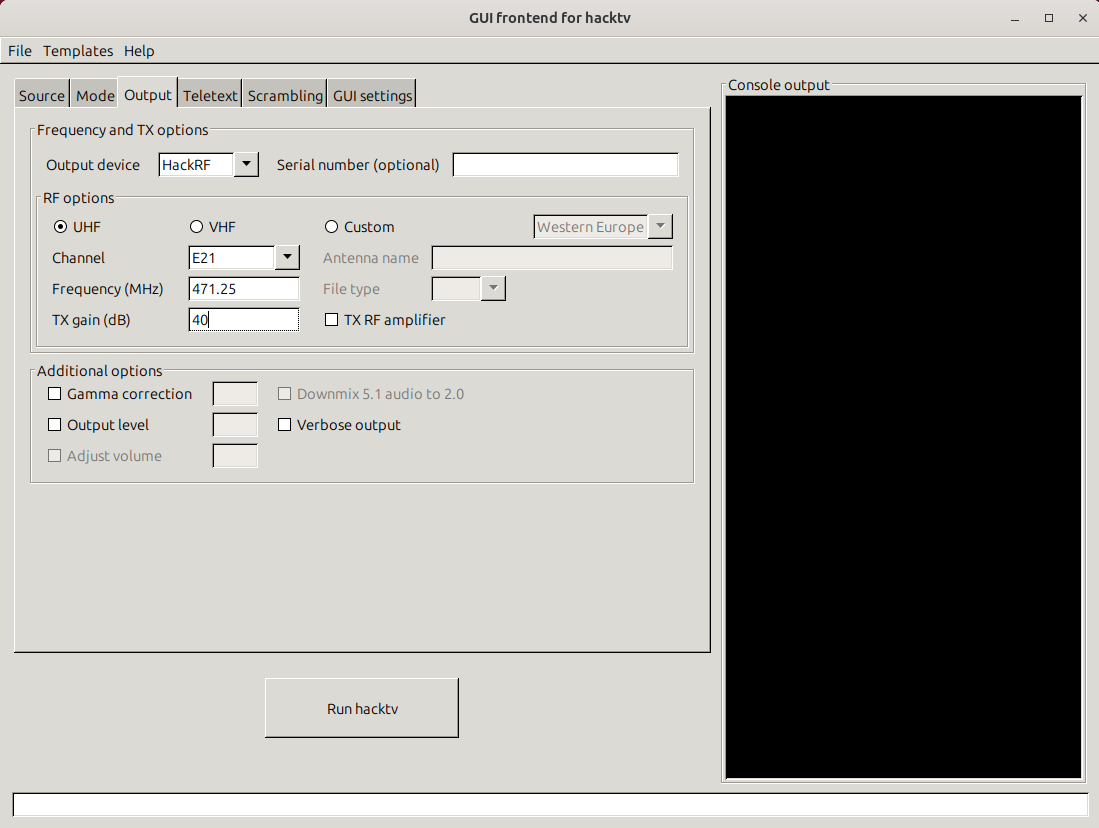 GUI frontend for hacktv
File Templates Help
Source Mode Output Teletext Scrambling GUI settings
Console output
Frequency and TX options
Output device HackRF Serial number (optional)
RF options
UHF VHF Custom Western Europe
Channel E21 Antenna name
Frequency (MHz) 471.25 File type
TX gain (dB) 40 TX RF amplifier
Additional options
Gamma correction Downmix 5.1 audio to 2.0
Output level Verbose output
Adjust volume
Run hacktv